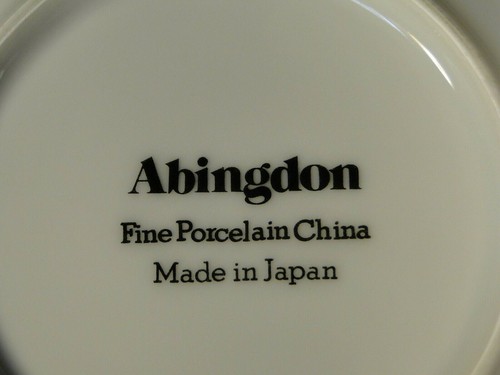 Abingdon
Fine Porcelain China
Made in Japan